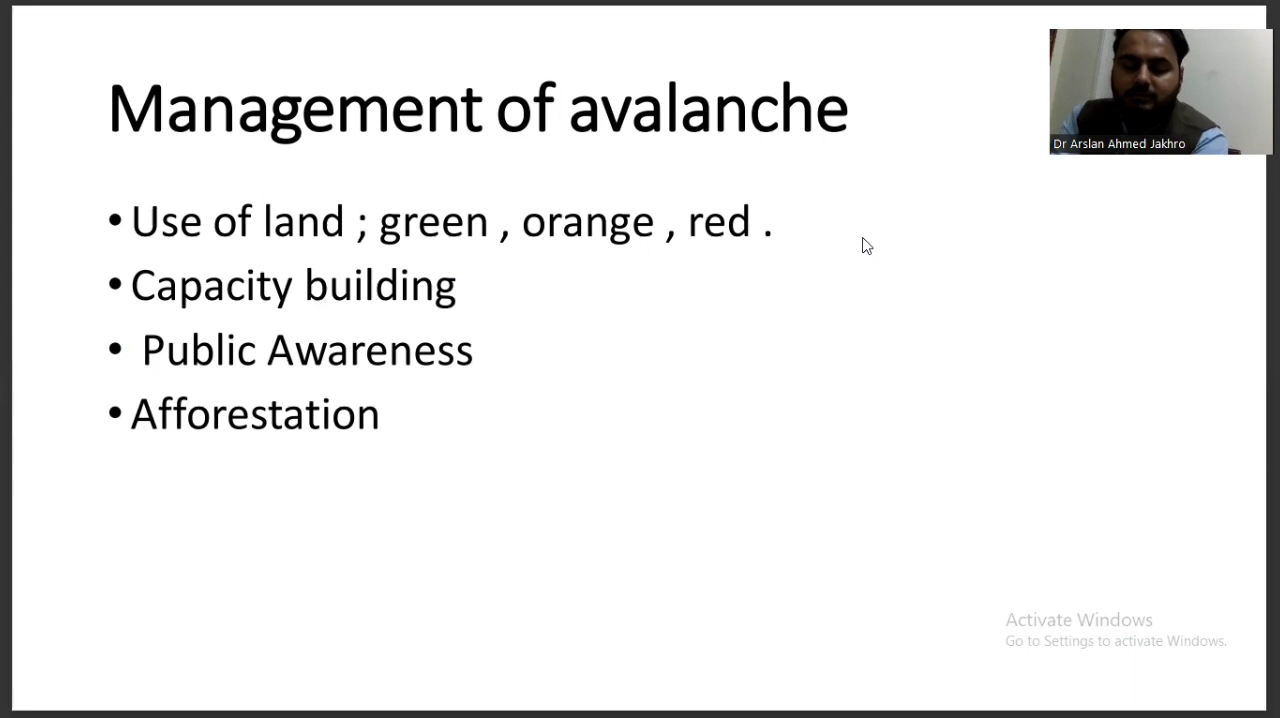 Management of avalanche
Dr Arslan Ahmed Jakhro
• Use of land ; green , orange , red .
• Capacity building
• Public Awareness
• Afforestation
Activate Windows
Go to Settings to activate Windows.